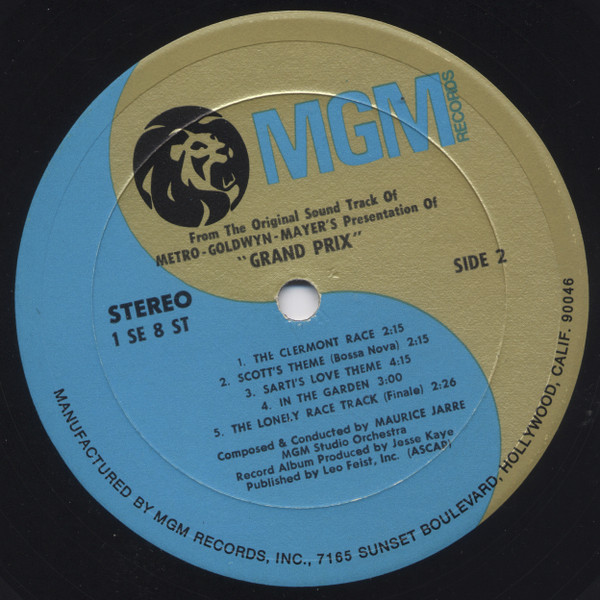 MGM
RECORDS
From The Original Sound Track Of
METRO-GOLDWYN-MAYER'S Presentation Of
"GRAND PRIX"
SIDE 2
STEREO
1 SE 8 ST
1. THE CLERMONT RACE 2:15
2. SCOTT'S THEME (Bossa Nova) 2:15
3. SARTI'S LOVE THEME 4:15
4. IN THE GARDEN 3:00
5. THE LONELY RACE TRACK (Finale) 2:26
Composed & Conducted by MAURICE JARRE
MGM Studio Orchestra
Record Album Produced by Jesse Kaye
Published by Leo Feist, Inc. (ASCAP)
MANUFACTURED BY MGM RECORDS, INC., 7165 SUNSET BOULEVARD, HOLLYWOOD, CALIF. 90046